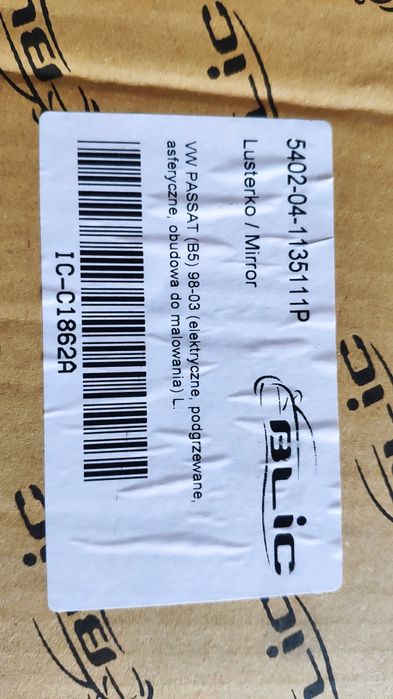 5402-04-1135111P
Lusterko / Mirror
BLiC
VW PASSAT (B5) 98-03 (elektryczne, podgrzewane,
asferyczne, obudowa do malowania) L.
IC-C1862A